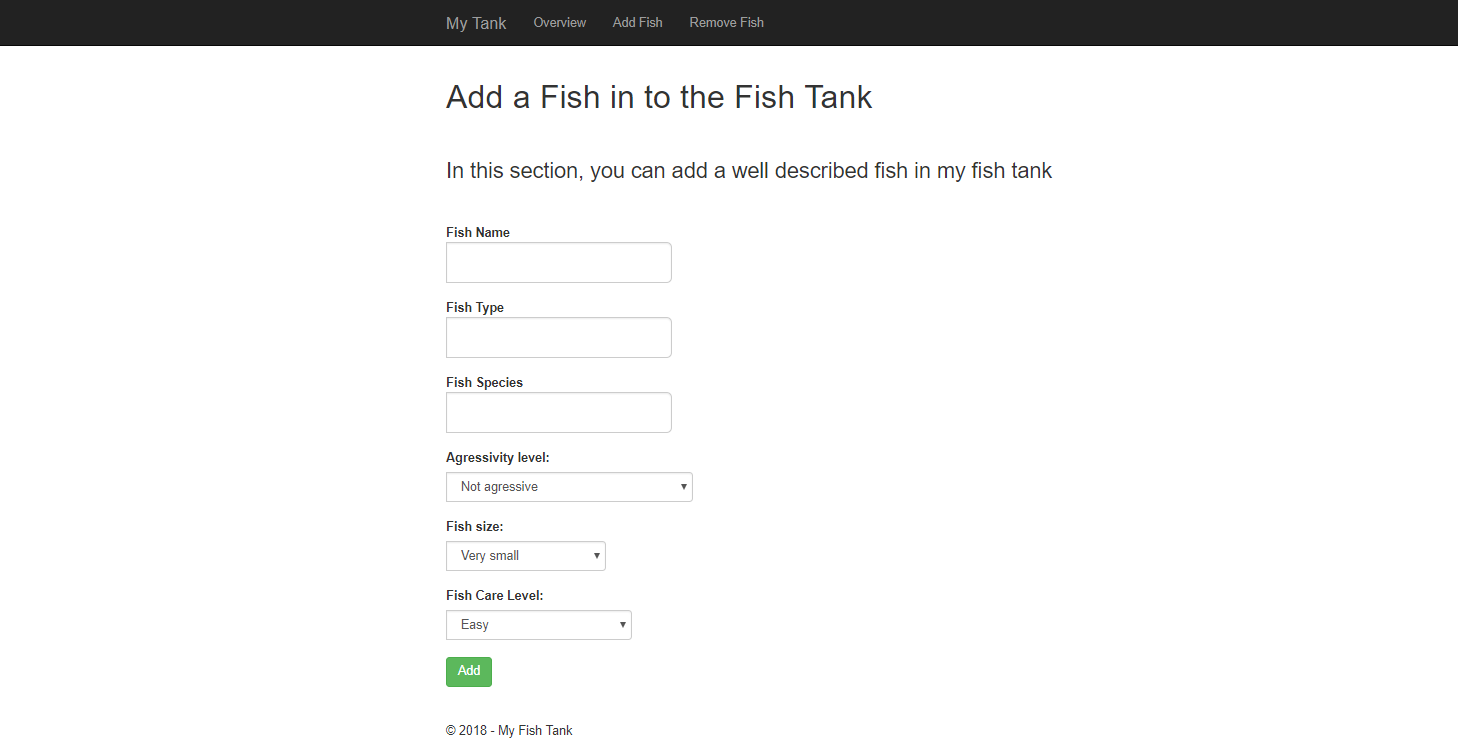 My Tank Overview Add Fish Remove Fish
Add a Fish in to the Fish Tank
In this section, you can add a well described fish in my fish tank
Fish Name
Fish Type
Fish Species
Agressivity level:
Not agressive
Fish size:
Very small
Fish Care Level:
Easy
Add
© 2018 - My Fish Tank